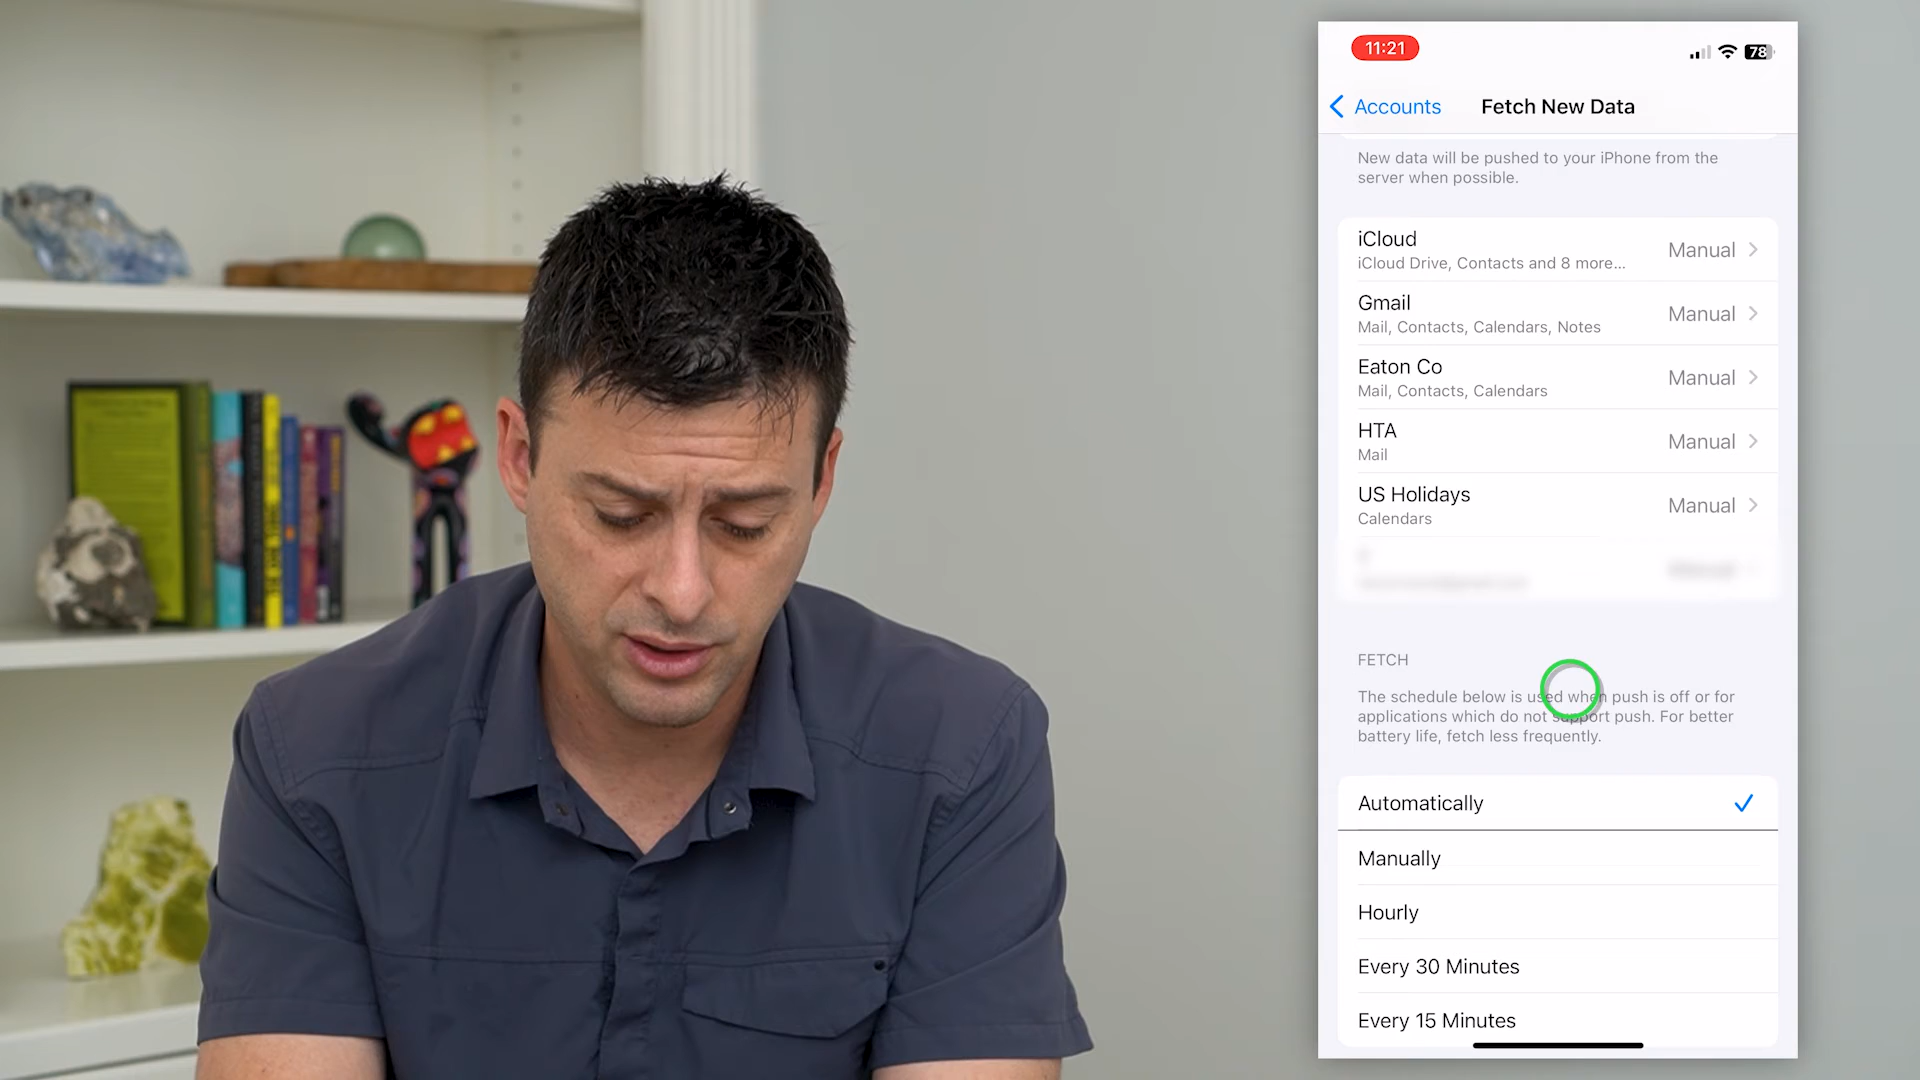 11:21
78
Accounts
Fetch New Data
New data will be pushed to your iPhone from the
server when possible.
iCloud
iCloud Drive, Contacts and 8 more...
Manual
Gmail
Mail, Contacts, Calendars, Notes
Manual
Eaton Co
Mail, Contacts, Calendars
Manual
HTA
Mail
Manual
US Holidays
Calendars
Manual
FETCH
The schedule below is used when push is off or for
applications which do not support push. For better
battery life, fetch less frequently.
Automatically
Manually
Hourly
Every 30 Minutes
Every 15 Minutes